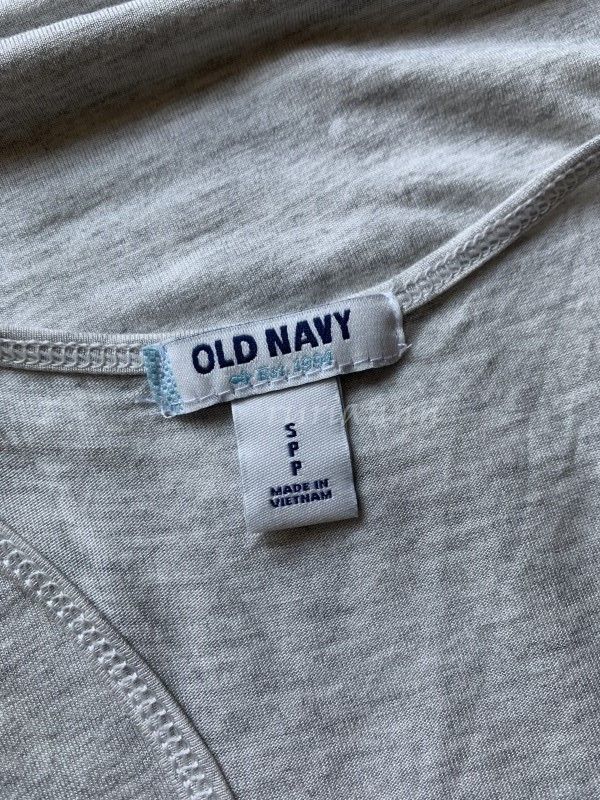 OLD NAVY
Est. 1994
S
P
P
MADE IN
VIETNAM